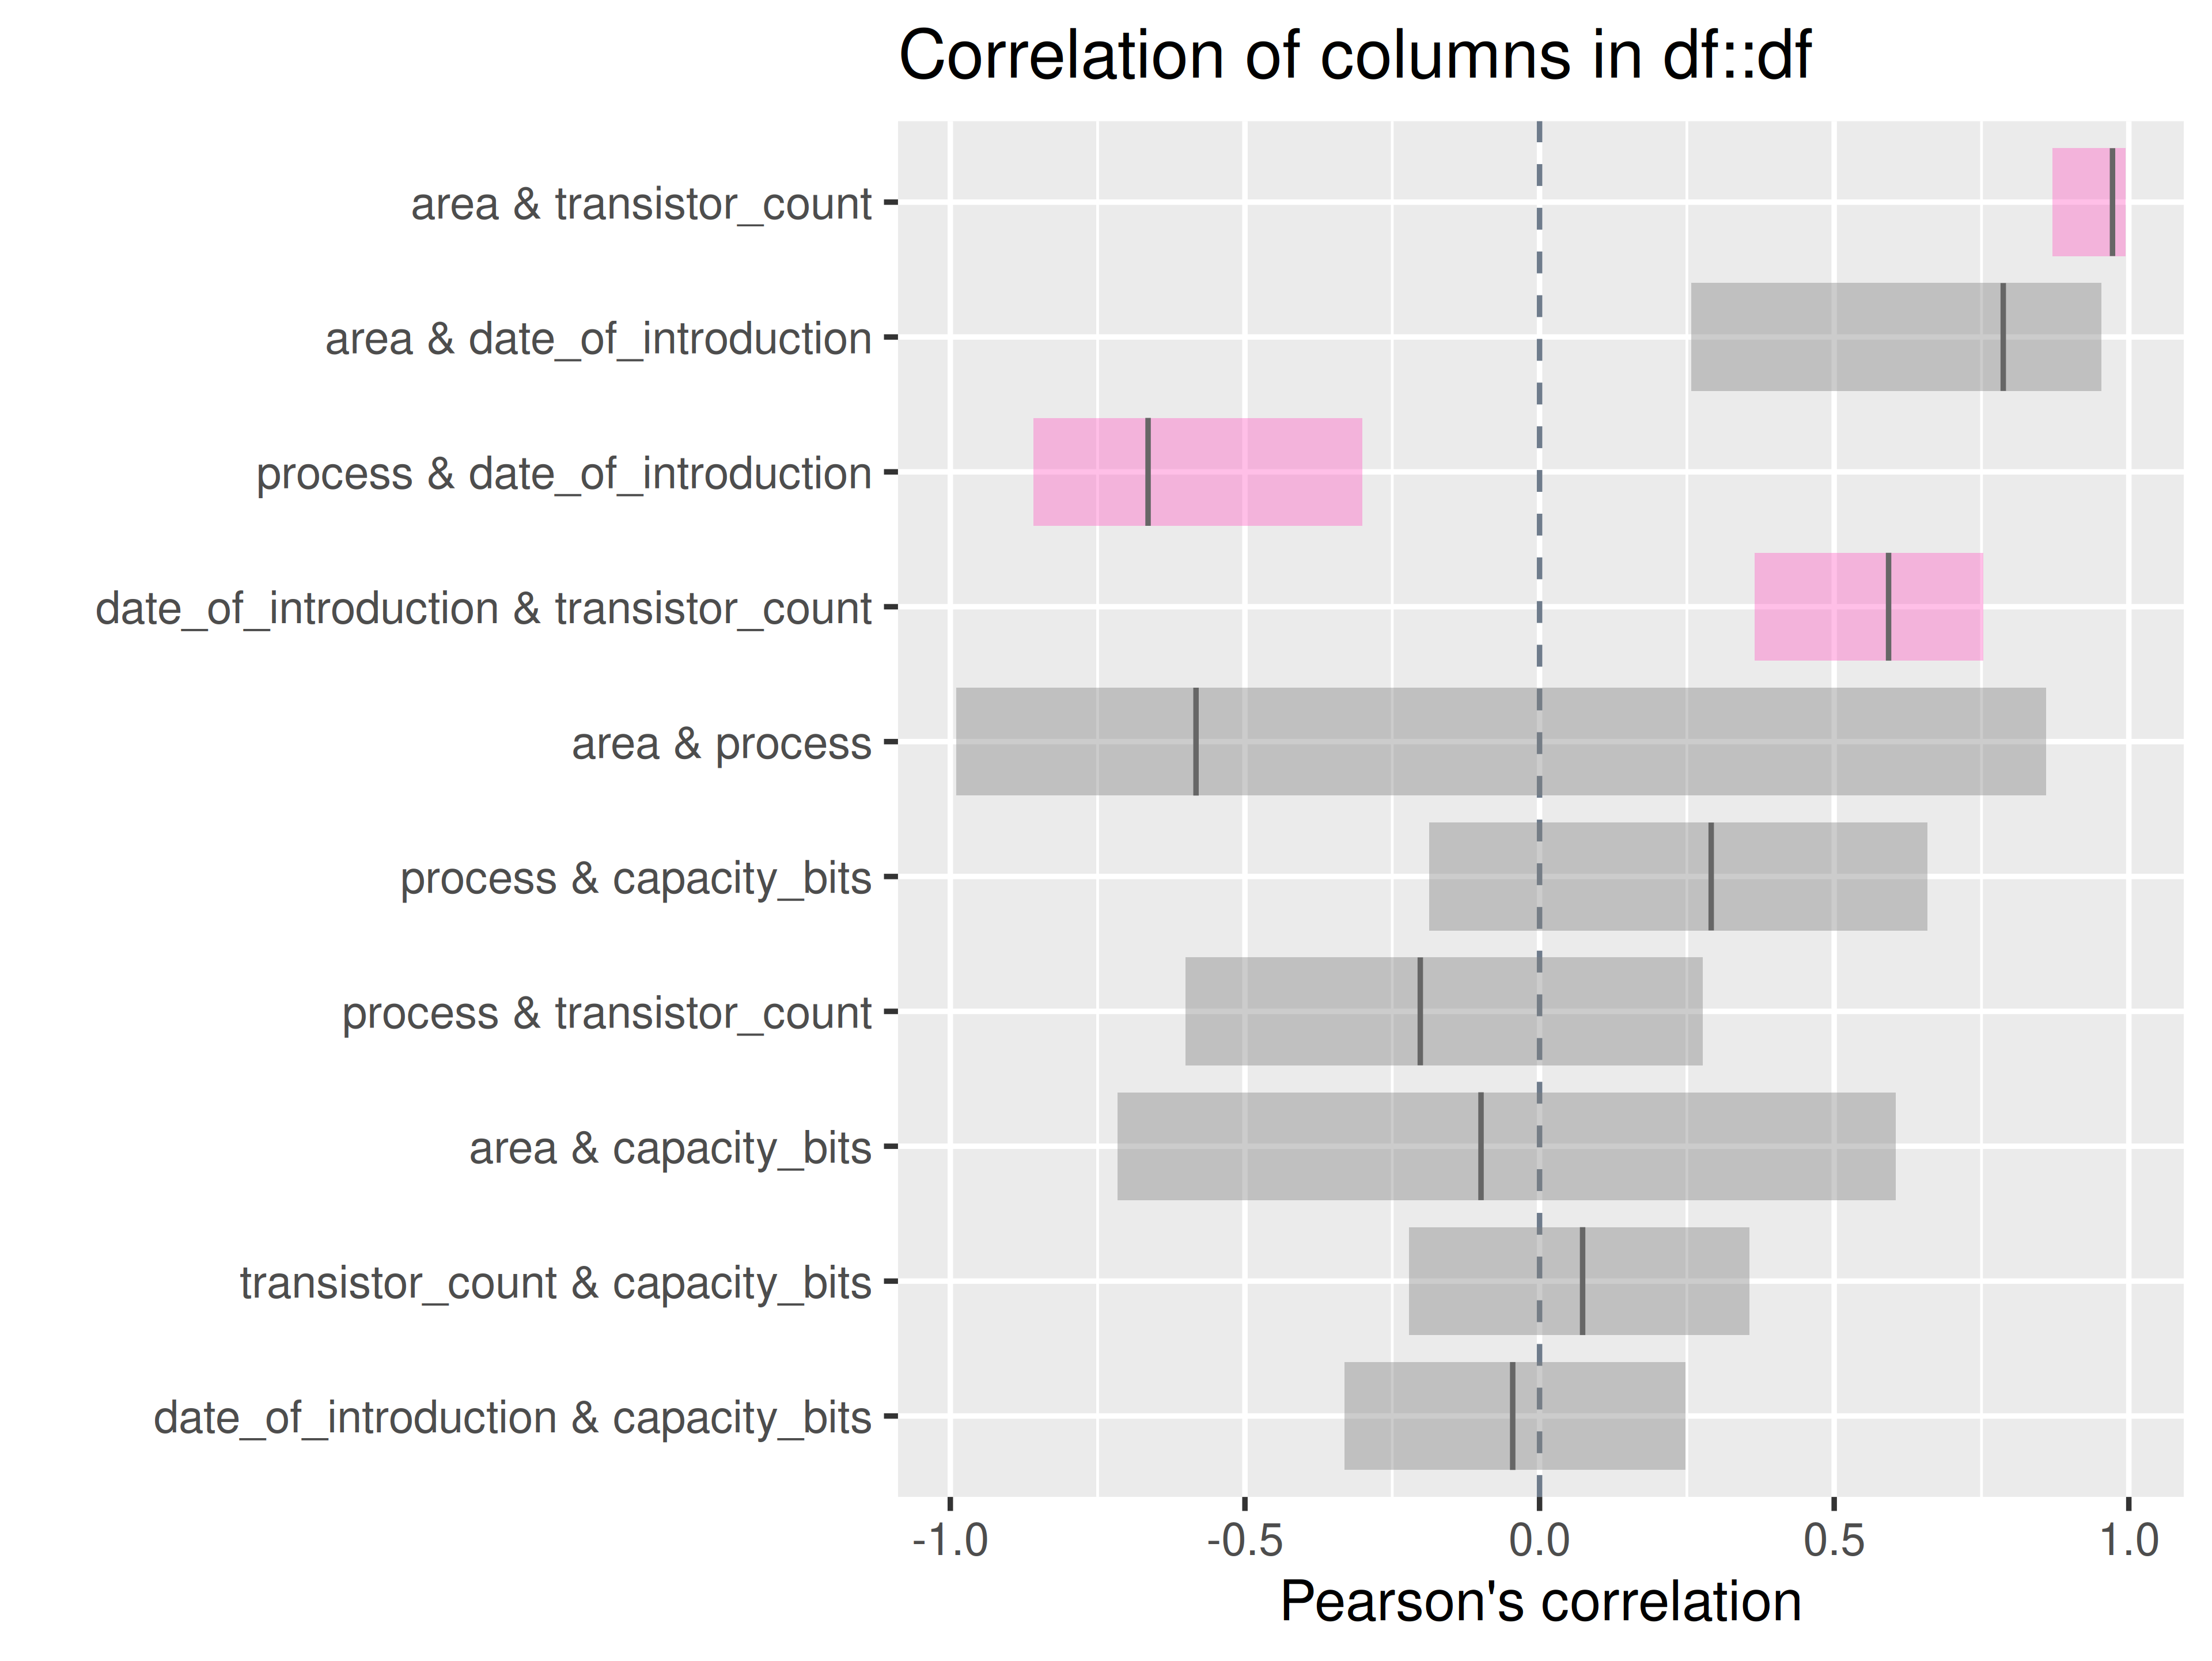 Correlation of columns in df::df
area & transistor_count
area & date_of_introduction
process & date_of_introduction
date_of_introduction & transistor_count
area & process
process & capacity_bits
process & transistor_count
area & capacity_bits
transistor_count & capacity_bits
date_of_introduction & capacity_bits
-1.0 -0.5 0.0 0.5 1.0
Pearson's correlation